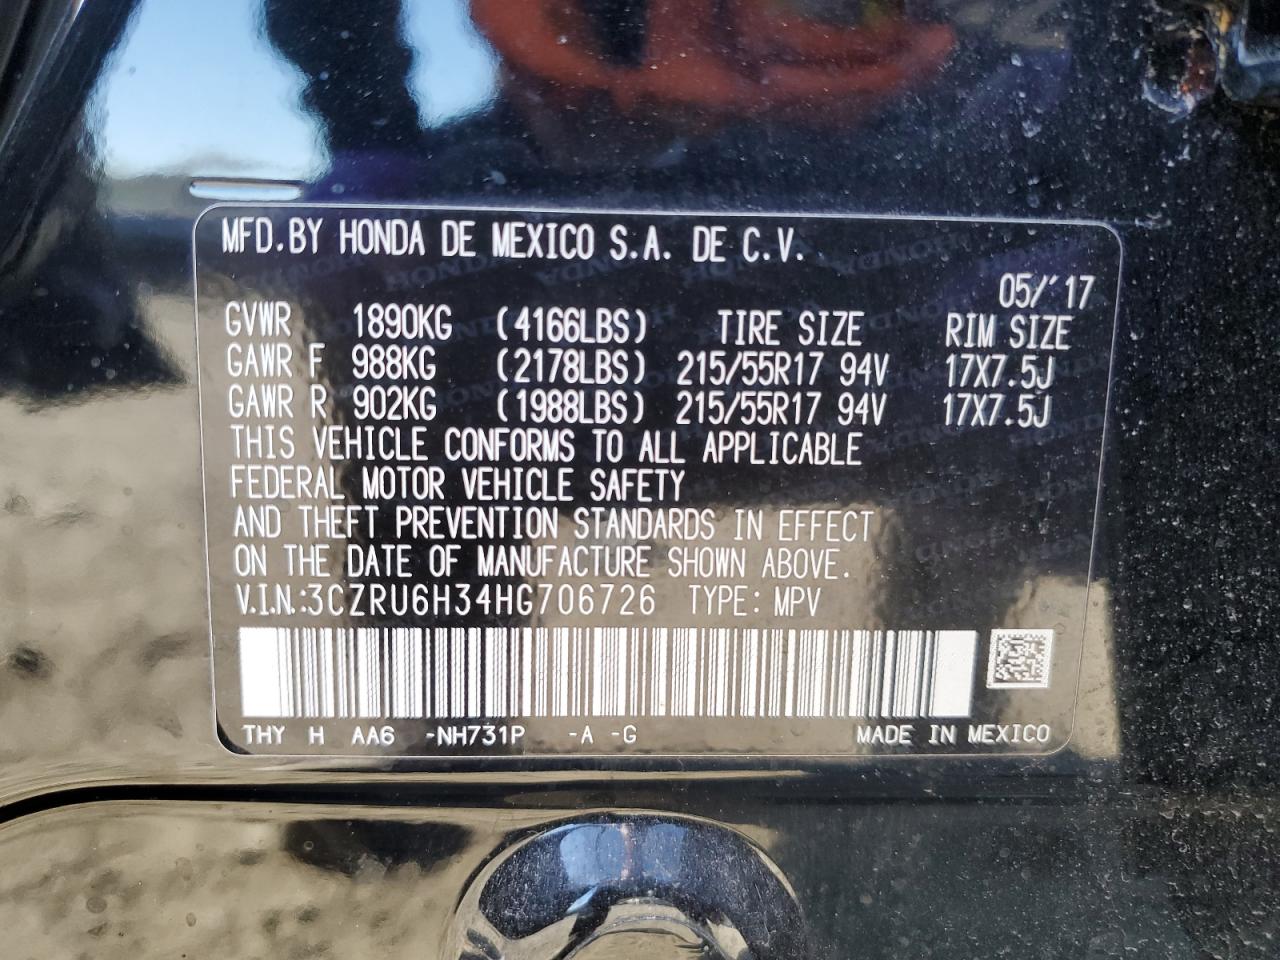 MFD.BY HONDA DE MEXICO S.A. DE C.V.
05/'17
GVWR 1890KG (4166LBS) TIRE SIZE RIM SIZE
GAWR F 988KG (2178LBS) 215/55R17 94V 17X7.5J
GAWR R 902KG (1988LBS) 215/55R17 94V 17X7.5J
THIS VEHICLE CONFORMS TO ALL APPLICABLE
FEDERAL MOTOR VEHICLE SAFETY
AND THEFT PREVENTION STANDARDS IN EFFECT
ON THE DATE OF MANUFACTURE SHOWN ABOVE.
V.I.N.:3CZRU6H34HG706726 TYPE: MPV
THY H AA6 -NH731P -A -G MADE IN MEXICO